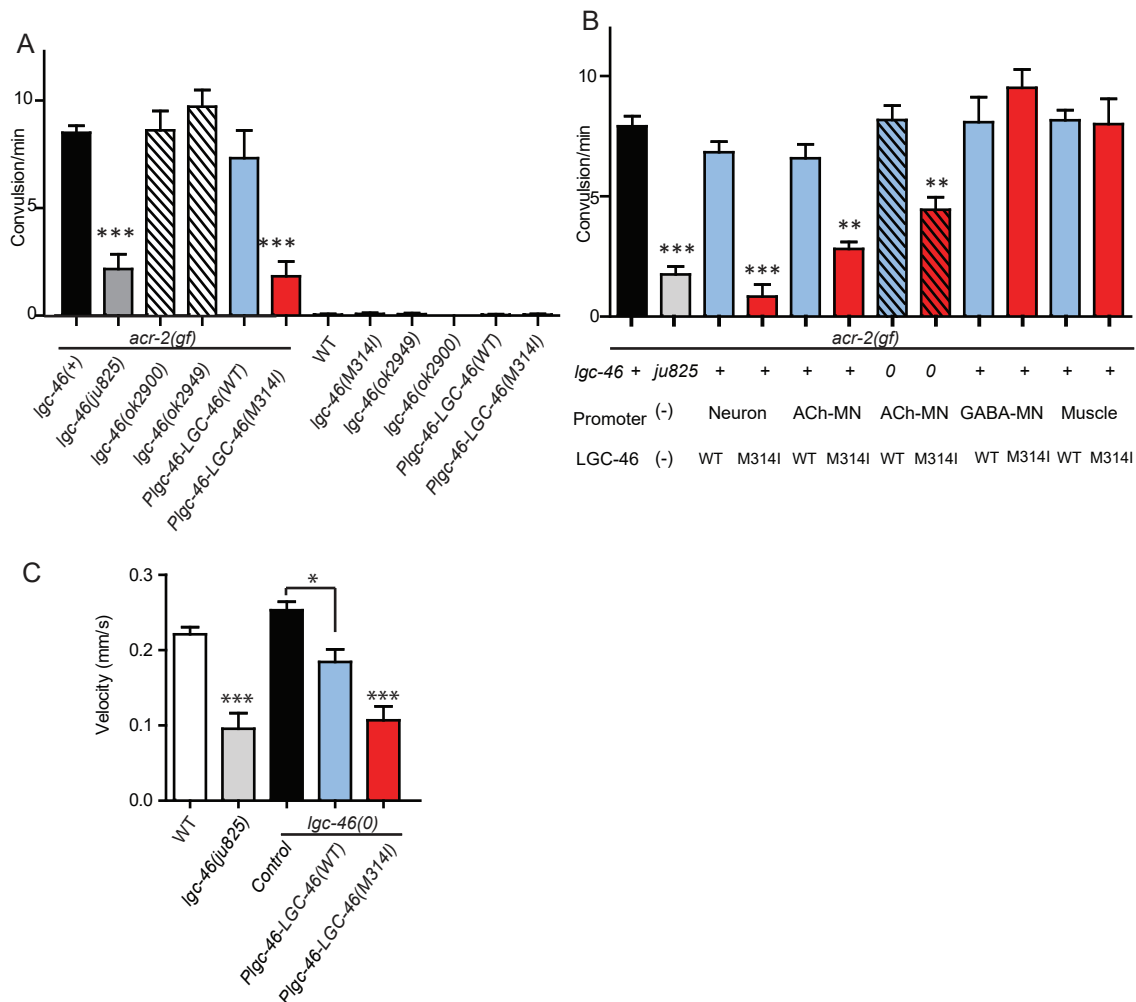 A
Convulsion/min
10
5
0
***
***
lgc-46(+)
lgc-46(ju825)
lgc-46(ok2900)
lgc-46(ok2949)
Plgc-46-LGC-46(WT)
Plgc-46-LGC-46(M314I)
acr-2(gf)
WT
lgc-46(M314I)
lgc-46(ok2949)
lgc-46(ok2900)
Plgc-46-LGC-46(WT)
Plgc-46-LGC-46(M314I)
B
Convulsion/min
10
5
0
***
***
**
**
acr-2(gf)
lgc-46 + ju825 + + + + 0 0 + + + +
Promoter (-) Neuron ACh-MN ACh-MN GABA-MN Muscle
LGC-46 (-) WT M314I WT M314I WT M314I WT M314I WT M314I
C
Velocity (mm/s)
0.3
0.2
0.1
0.0
***
*
***
WT
lgc-46(ju825)
Control
Plgc-46-LGC-46(WT)
Plgc-46-LGC-46(M314I)
lgc-46(0)